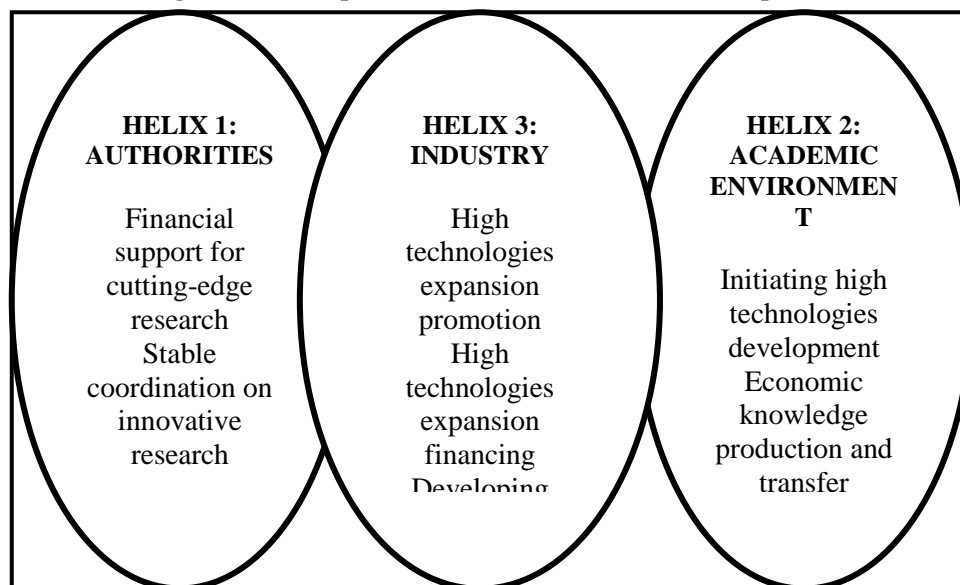 HELIX 1:
AUTHORITIES
Financial
support for
cutting-edge
research
Stable
coordination on
innovative
research
HELIX 3:
INDUSTRY
High
technologies
expansion
promotion
High
technologies
expansion
financing
Developing
HELIX 2:
ACADEMIC
ENVIRONMEN
T
Initiating high
technologies
development
Economic
knowledge
production and
transfer